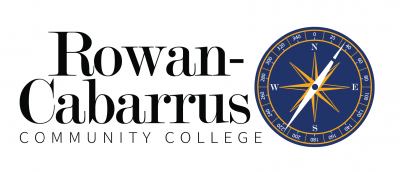 Rowan-
Cabarrus
COMMUNITY COLLEGE
N
W E
S